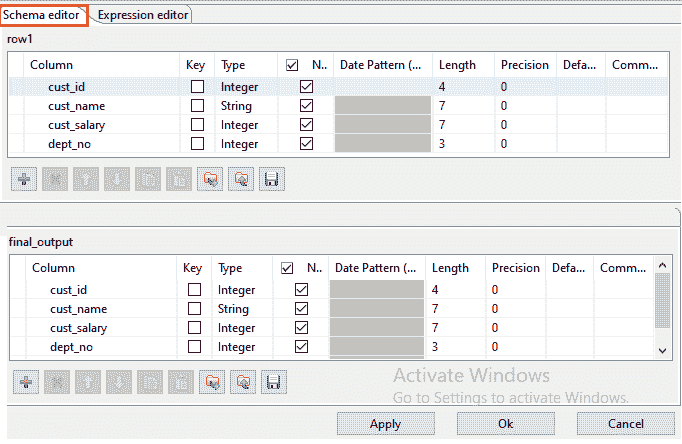 Schema editor Expression editor
row1
Column Key Type N.. Date Pattern (... Length Precision Defa... Comm...
cust_id Integer 4 0
cust_name String 7 0
cust_salary Integer 7 0
dept_no Integer 3 0
final_output
Column Key Type N.. Date Pattern (... Length Precision Defa... Comm...
cust_id Integer 4 0
cust_name String 7 0
cust_salary Integer 7 0
dept_no Integer 3 0
Activate Windows
Go to Settings to activate Windows.
Apply Ok Cancel